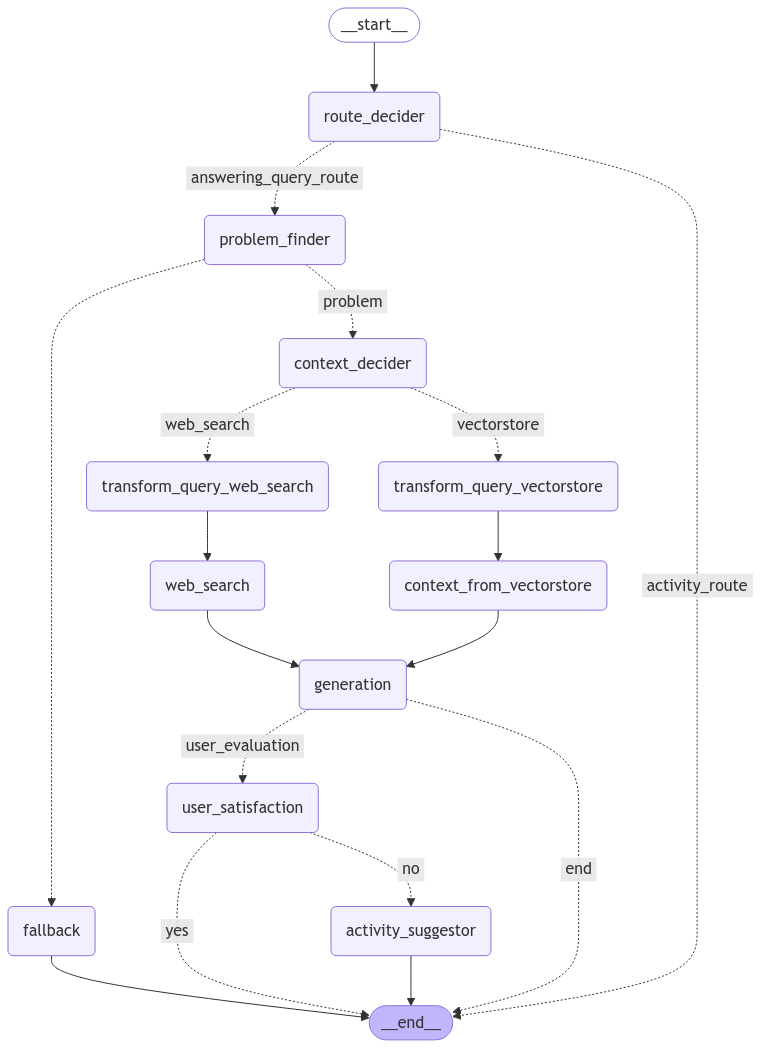 __start__
route_decider
answering_query_route
problem_finder
problem
context_decider
web_search
vectorstore
transform_query_web_search
transform_query_vectorstore
web_search
context_from_vectorstore
activity_route
generation
user_evaluation
user_satisfaction
no
end
yes
fallback
activity_suggestor
__end__